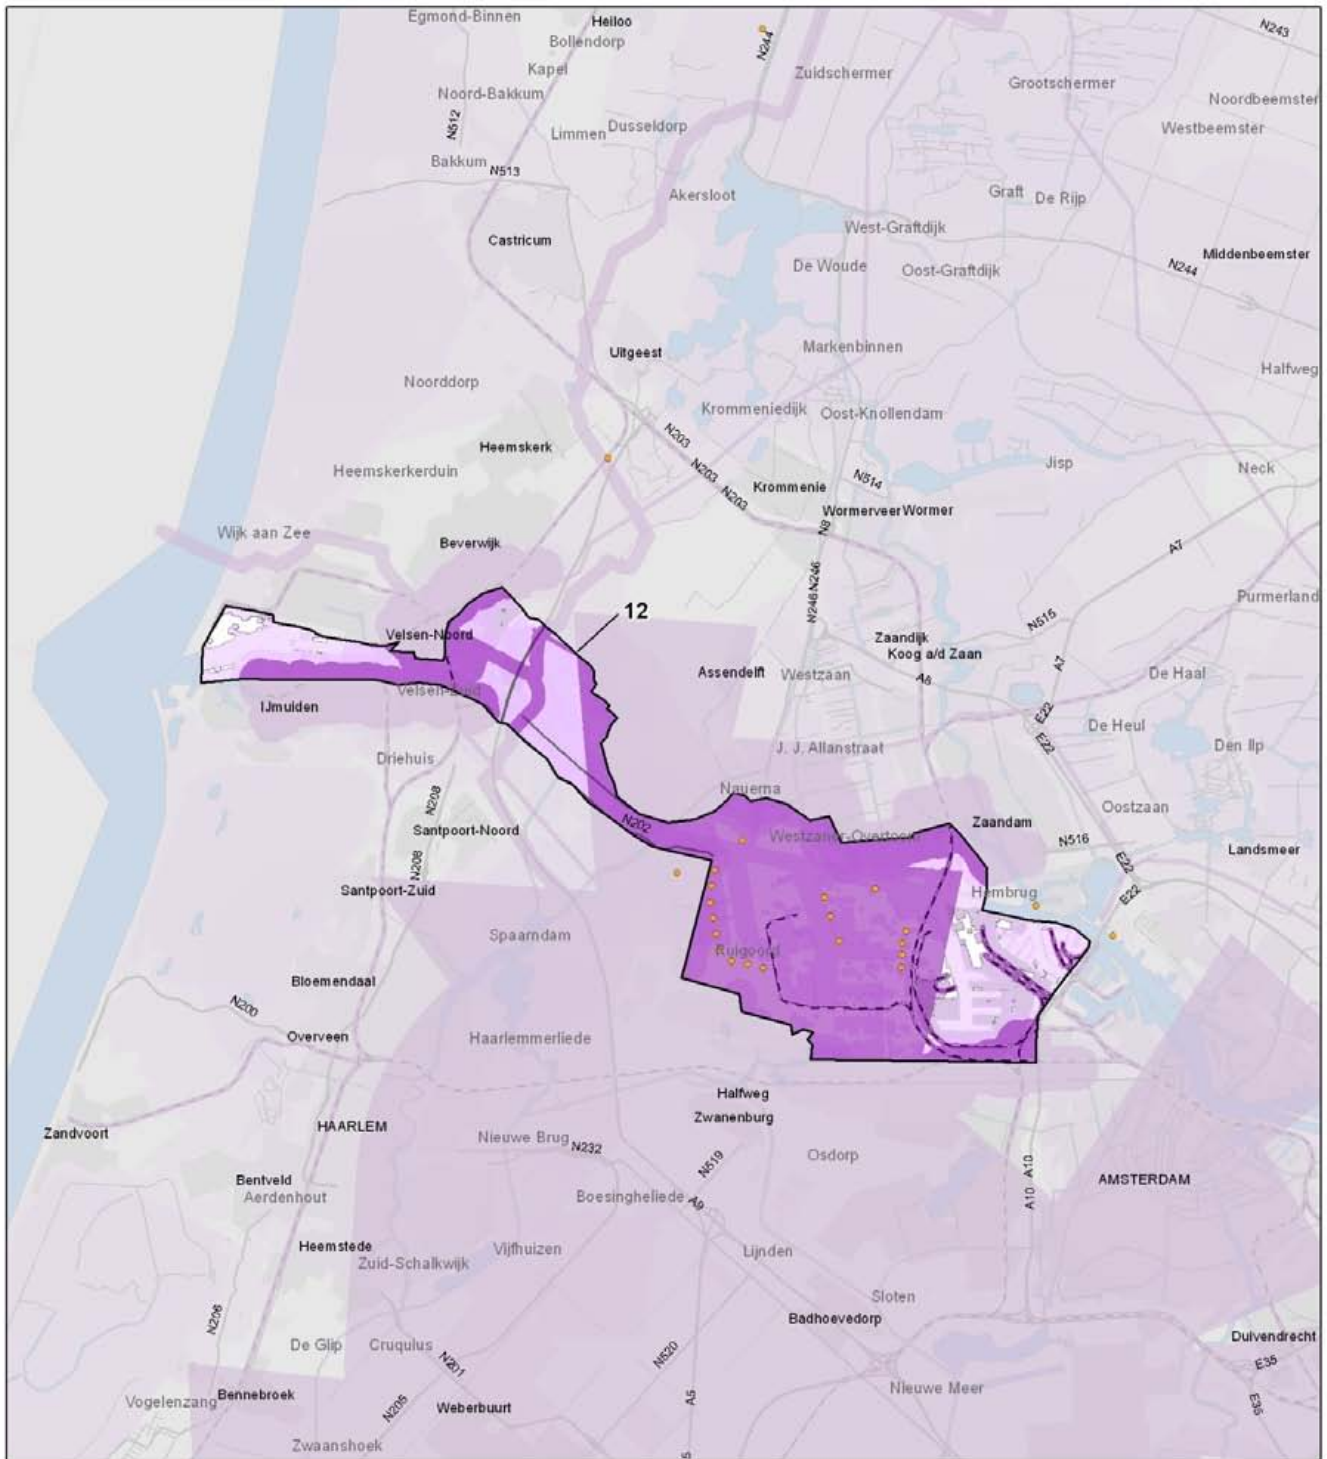 Egmond-Binnen
Heiloo
Bollendorp
N244
N243
Kapel
Zuidschermer
Grootschermer
Noord-Bakkum
Noordbeemster
N512
Limmen
Dusseldorp
Westbeemster
Bakkum
N513
Akersloot
Graft
De Rijp
Castricum
West-Graftdijk
De Woude
Oost-Graftdijk
N244
Middenbeemster
Uitgeest
Markenbinnen
Halfweg
Noorddorp
Krommeniedijk
Oost-Knollendam
Heemskerk
N203
Heemskerkerduin
N203
Jisp
Neck
Krommenie
N514
N203
Wormerveer
Wormer
N8
Wijk aan Zee
Beverwijk
A7
N246
N246
Purmerland
12
N515
Velsen-Noord
Zaandijk
Koog a/d Zaan
A7
Assendelft
Westzaan
A8
De Haal
Velsen-Zuid
IJmuiden
E22
De Heul
E22
Den Ilp
Driehuis
J. J. Allanstraat
Nauerna
N208
Oostzaan
N202
Santpoort-Noord
Westzaner-Overtoom
Zaandam
N516
Landsmeer
N208
E22
Santpoort-Zuid
Hembrug
E22
Spaarndam
Ruigoord
Bloemendaal
N200
Overveen
Haarlemmerliede
Halfweg
Zwanenburg
Zandvoort
HAARLEM
Nieuwe Brug
N232
N519
Osdorp
A10
A10
AMSTERDAM
Bentveld
Aerdenhout
Boesingheliede
A9
Heemstede
Zuid-Schalkwijk
Vijfhuizen
Lijnden
Sloten
N206
Badhoevedorp
De Glip
Cruquius
N201
N520
Duivendrecht
E35
Nieuwe Meer
Vogelenzang
Bennebroek
N205
Weberbuurt
A5
E35
Zwaanshoek